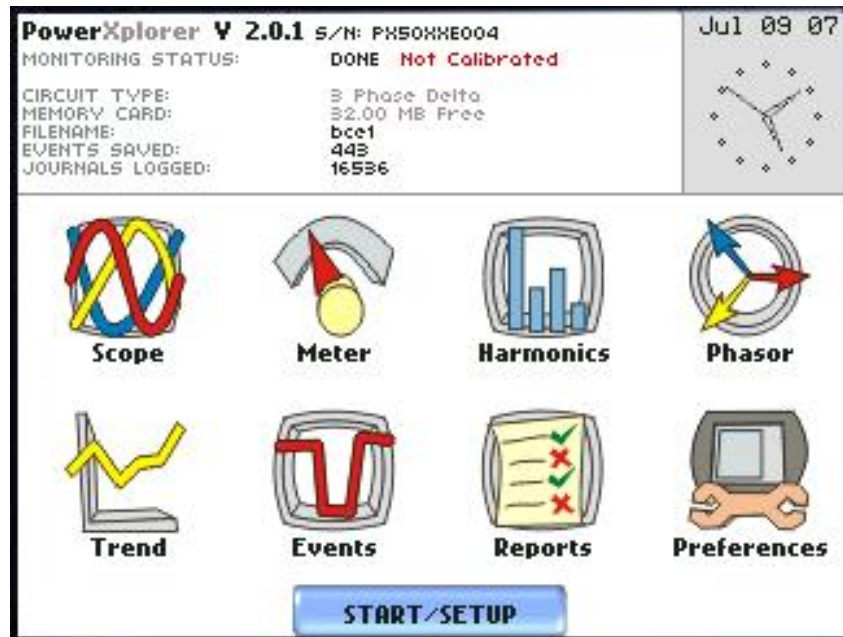 PowerXplorer V 2.0.1 S/N: PX50XXE004
Jul 09 07
MONITORING STATUS: DONE Not Calibrated
CIRCUIT TYPE: 3 Phase Delta
MEMORY CARD: 32.00 MB Free
FILENAME: bce1
EVENTS SAVED: 443
JOURNALS LOGGED: 16536
Scope Meter Harmonics Phasor
Trend Events Reports Preferences
START/SETUP